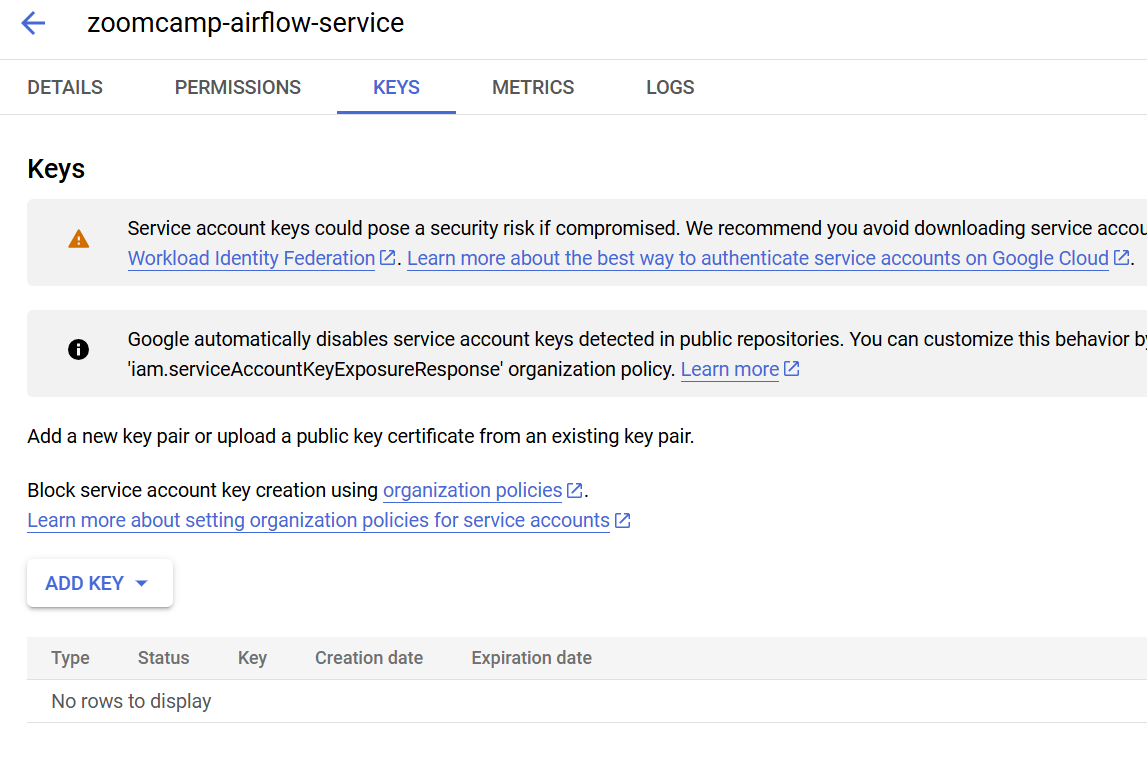 zoomcamp-airflow-service
DETAILS PERMISSIONS KEYS METRICS LOGS
Keys
Service account keys could pose a security risk if compromised. We recommend you avoid downloading service
Workload Identity Federation. Learn more about the best way to authenticate service accounts on Google Cloud.
Google automatically disables service account keys detected in public repositories. You can customize this behavior
'iam.serviceAccountKeyExposureResponse' organization policy. Learn more
Add a new key pair or upload a public key certificate from an existing key pair.
Block service account key creation using organization policies.
Learn more about setting organization policies for service accounts
ADD KEY
Type Status Key Creation date Expiration date
No rows to display